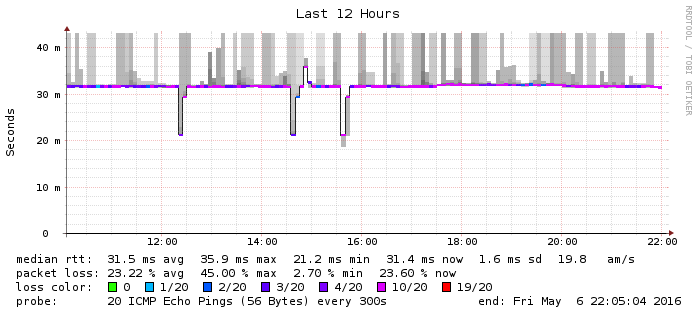 Last 12 Hours
RRDTOOL / TOBI OETIKER
Seconds
40 m
30 m
20 m
10 m
0
12:00 14:00 16:00 18:00 20:00 22:00
median rtt: 31.5 ms avg 35.9 ms max 21.2 ms min 31.4 ms now 1.6 ms sd 19.8 am/s
packet loss: 23.22 % avg 45.00 % max 2.70 % min 23.60 % now
loss color: 0 1/20 2/20 3/20 4/20 10/20 19/20
probe: 20 ICMP Echo Pings (56 Bytes) every 300s end: Fri May 6 22:05:04 2016